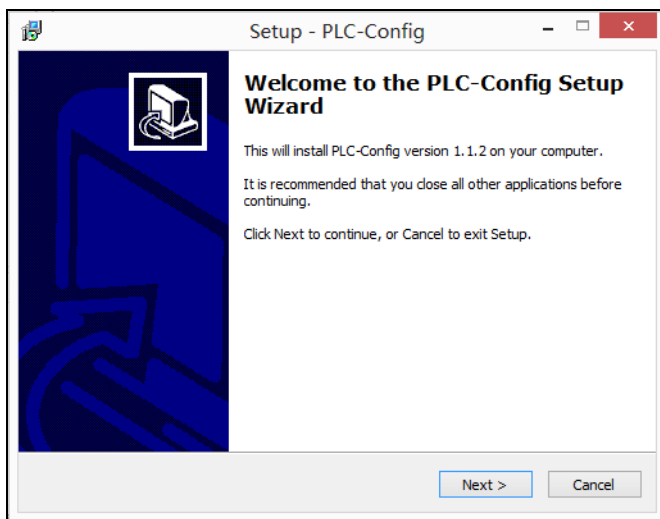 Setup - PLC-Config
Welcome to the PLC-Config Setup
Wizard
This will install PLC-Config version 1.1.2 on your computer.
It is recommended that you close all other applications before
continuing.
Click Next to continue, or Cancel to exit Setup.
Next >
Cancel